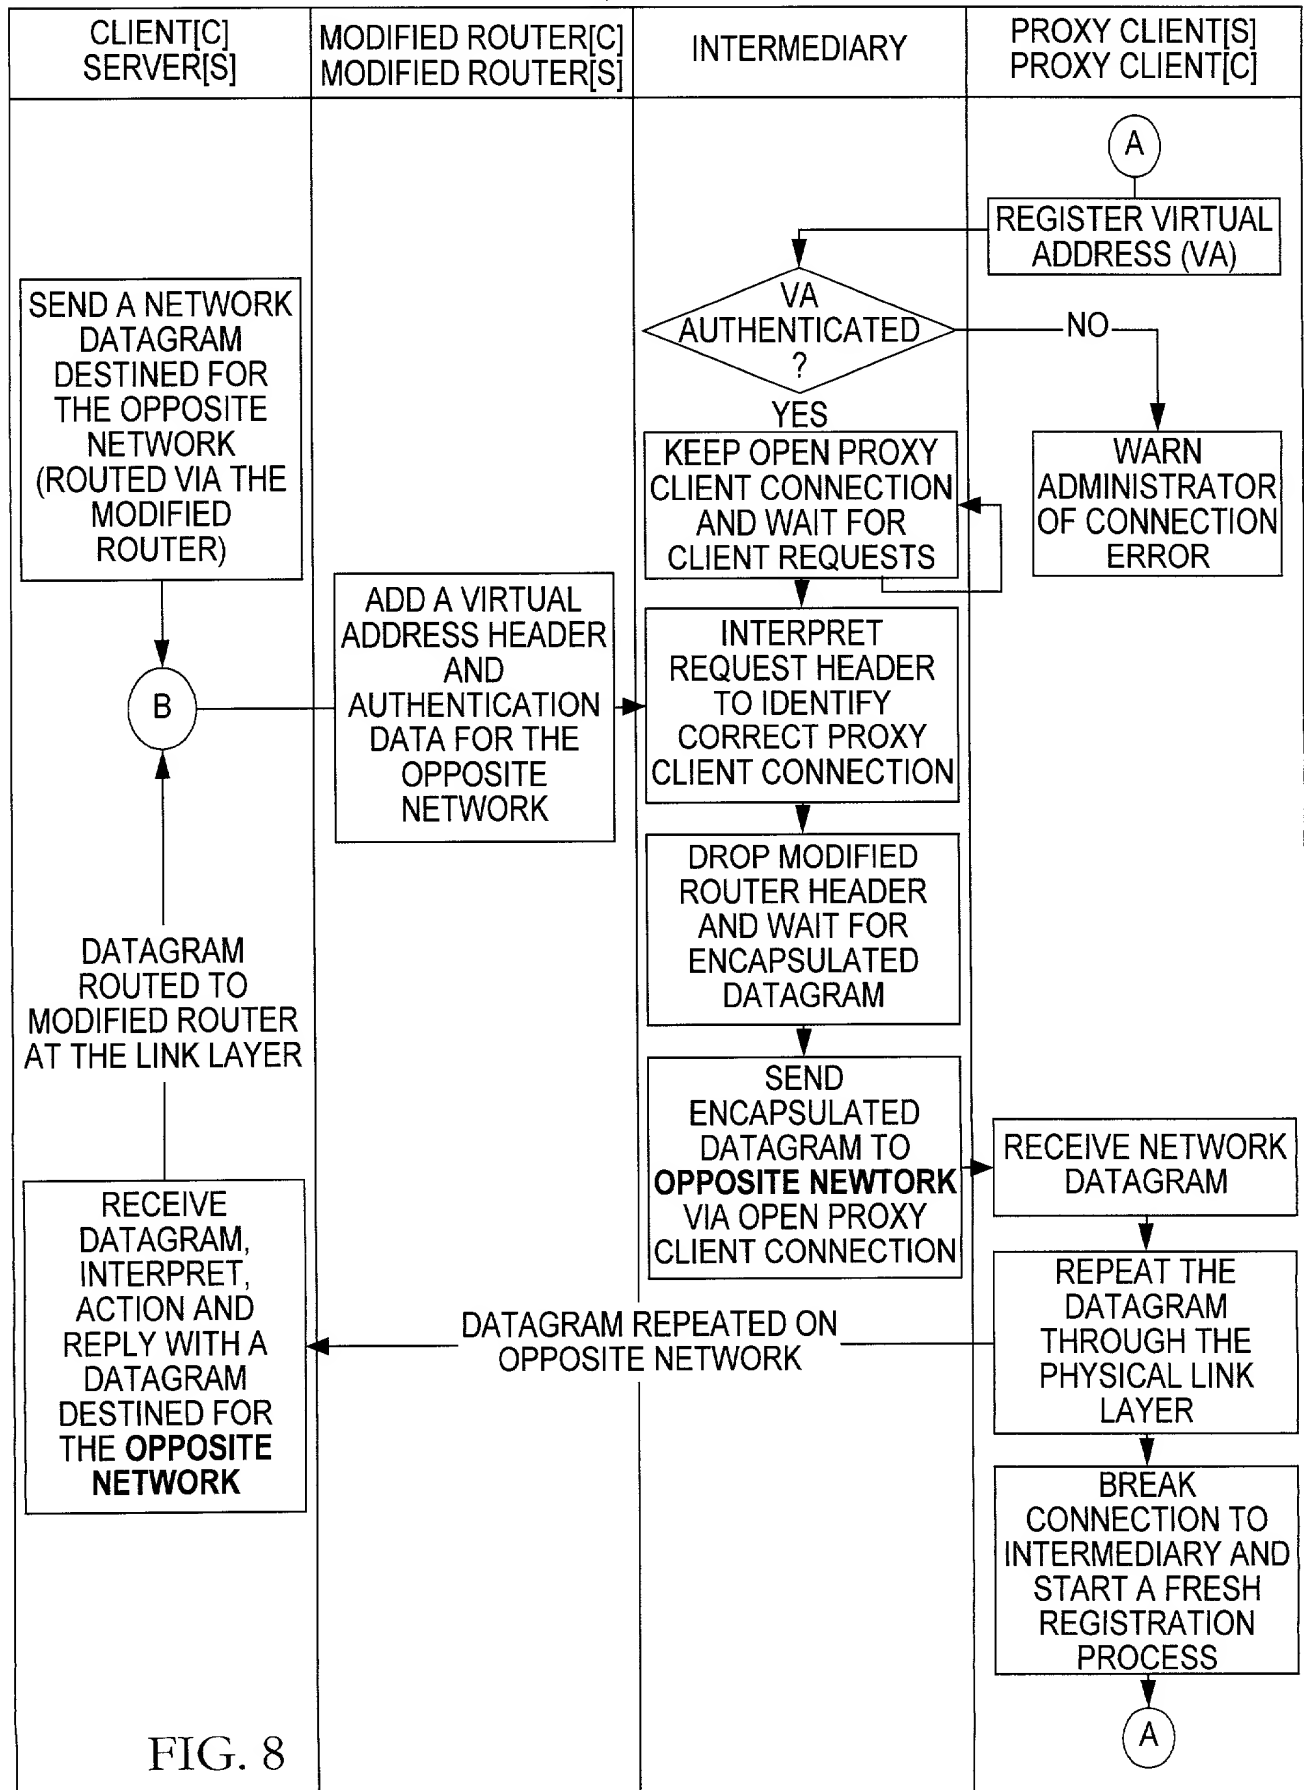 CLIENT[C]
SERVER[S]
MODIFIED ROUTER[C]
MODIFIED ROUTER[S]
INTERMEDIARY
PROXY CLIENT[S]
PROXY CLIENT[C]
A
REGISTER VIRTUAL
ADDRESS (VA)
VA
AUTHENTICATED
?
NO
YES
SEND A NETWORK
DATAGRAM
DESTINED FOR
THE OPPOSITE
NETWORK
(ROUTED VIA THE
MODIFIED
ROUTER)
KEEP OPEN PROXY
CLIENT CONNECTION
AND WAIT FOR
CLIENT REQUESTS
WARN
ADMINISTRATOR
OF CONNECTION
ERROR
B
ADD A VIRTUAL
ADDRESS HEADER
AND
AUTHENTICATION
DATA FOR THE
OPPOSITE
NETWORK
INTERPRET
REQUEST HEADER
TO IDENTIFY
CORRECT PROXY
CLIENT CONNECTION
DROP MODIFIED
ROUTER HEADER
AND WAIT FOR
ENCAPSULATED
DATAGRAM
DATAGRAM
ROUTED TO
MODIFIED ROUTER
AT THE LINK LAYER
SEND
ENCAPSULATED
DATAGRAM TO
OPPOSITE NEWTORK
VIA OPEN PROXY
CLIENT CONNECTION
RECEIVE NETWORK
DATAGRAM
RECEIVE
DATAGRAM,
INTERPRET,
ACTION AND
REPLY WITH A
DATAGRAM
DESTINED FOR
THE OPPOSITE
NETWORK
DATAGRAM REPEATED ON
OPPOSITE NETWORK
REPEAT THE
DATAGRAM
THROUGH THE
PHYSICAL LINK
LAYER
BREAK
CONNECTION TO
INTERMEDIARY AND
START A FRESH
REGISTRATION
PROCESS
A
FIG. 8